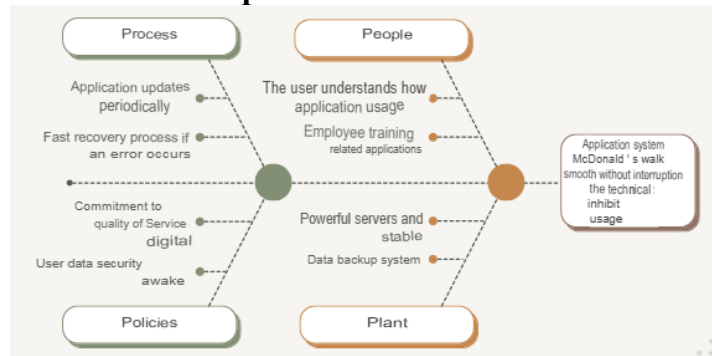 Process
People
Application updates
periodically
The user understands how
application usage
Fast recovery process if
an error occurs
Employee training
related applications
Application system
McDonald's walk
smooth without interruption
the technical:
inhibit
usage
Commitment to
quality of Service
digital
Powerful servers and
stable
User data security
awake
Data backup system
Policies
Plant